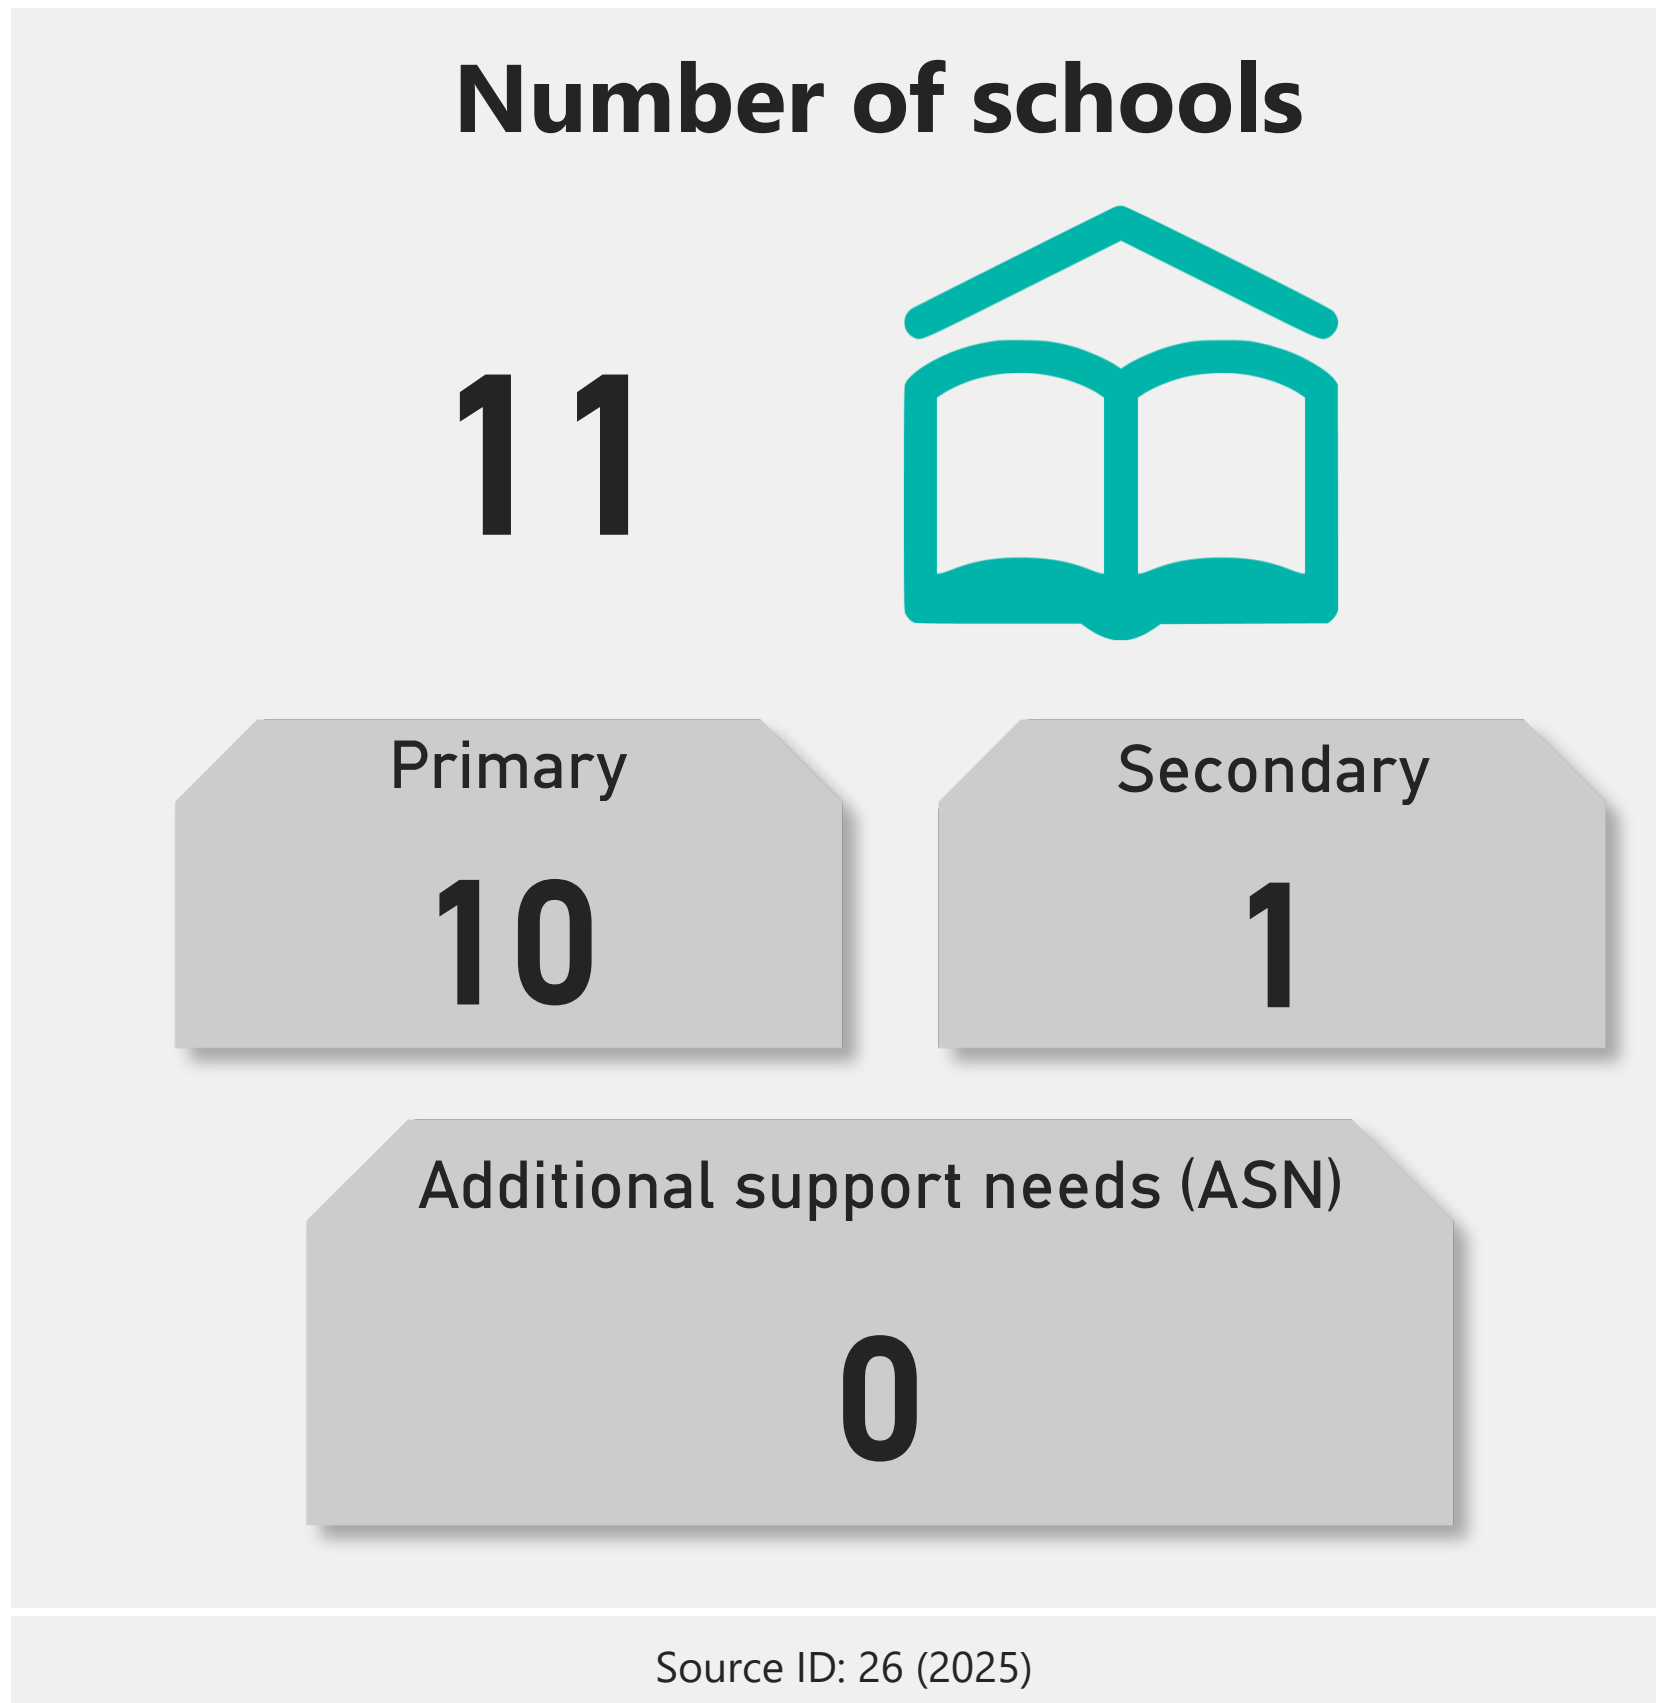 Number of schools
11
Primary
10
Secondary
1
Additional support needs (ASN)
0
Source ID: 26 (2025)